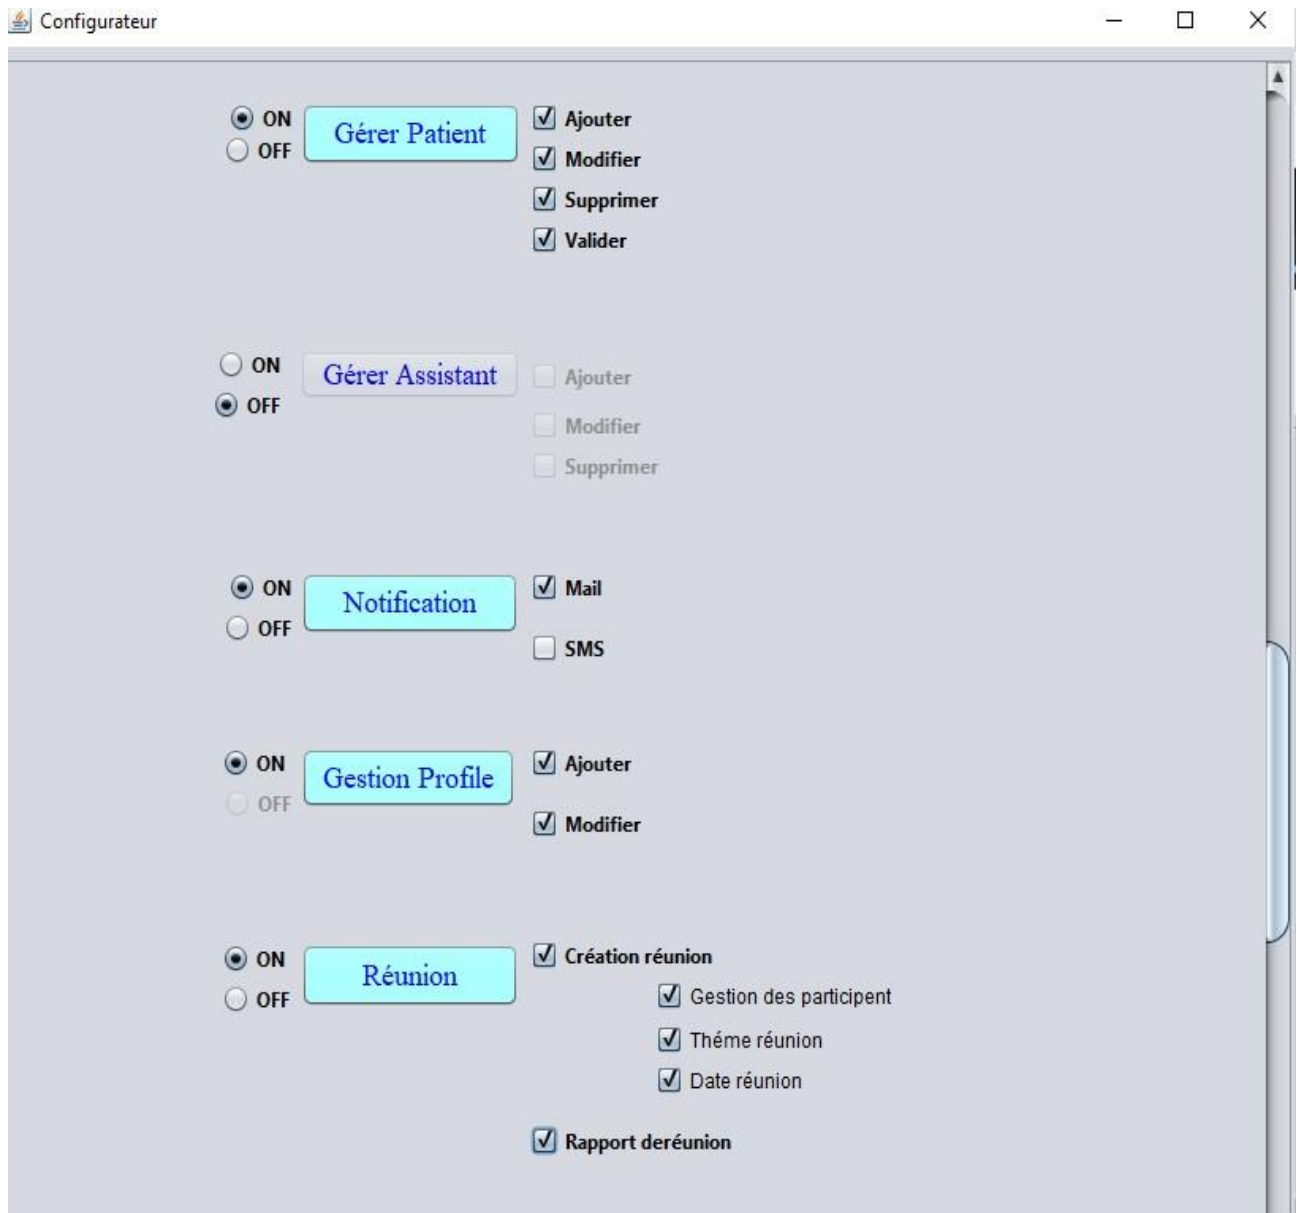 Configurateur
ON
OFF
Gérer Patient
Ajouter
Modifier
Supprimer
Valider
ON
OFF
Gérer Assistant
Ajouter
Modifier
Supprimer
ON
OFF
Notification
Mail
SMS
ON
OFF
Gestion Profile
Ajouter
Modifier
ON
OFF
Réunion
Création réunion
Gestion des participent
Théme réunion
Date réunion
Rapport deréunion